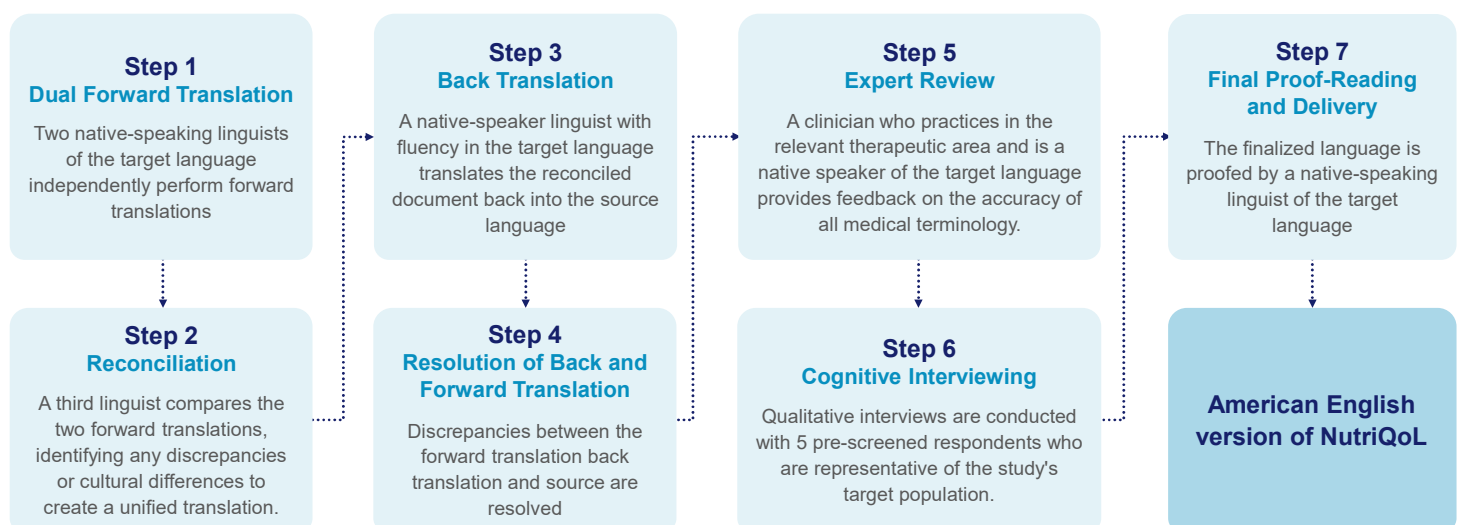 Step 1
Dual Forward Translation
Two native-speaking linguists
of the target language
independently perform forward
translations
Step 2
Reconciliation
A third linguist compares the
two forward translations,
identifying any discrepancies
or cultural differences to
create a unified translation.
Step 3
Back Translation
A native-speaker linguist with
fluency in the target language
translates the reconciled
document back into the source
language
Step 4
Resolution of Back and
Forward Translation
Discrepancies between the
forward translation back
translation and source are
resolved
Step 5
Expert Review
A clinician who practices in the
relevant therapeutic area and is a
native speaker of the target language
provides feedback on the accuracy of
all medical terminology.
Step 6
Cognitive Interviewing
Qualitative interviews are conducted
with 5 pre-screened respondents who
are representative of the study's
target population.
Step 7
Final Proof-Reading
and Delivery
The finalized language is
proofed by a native-speaking
linguist of the target
language
American English
version of NutriQoL